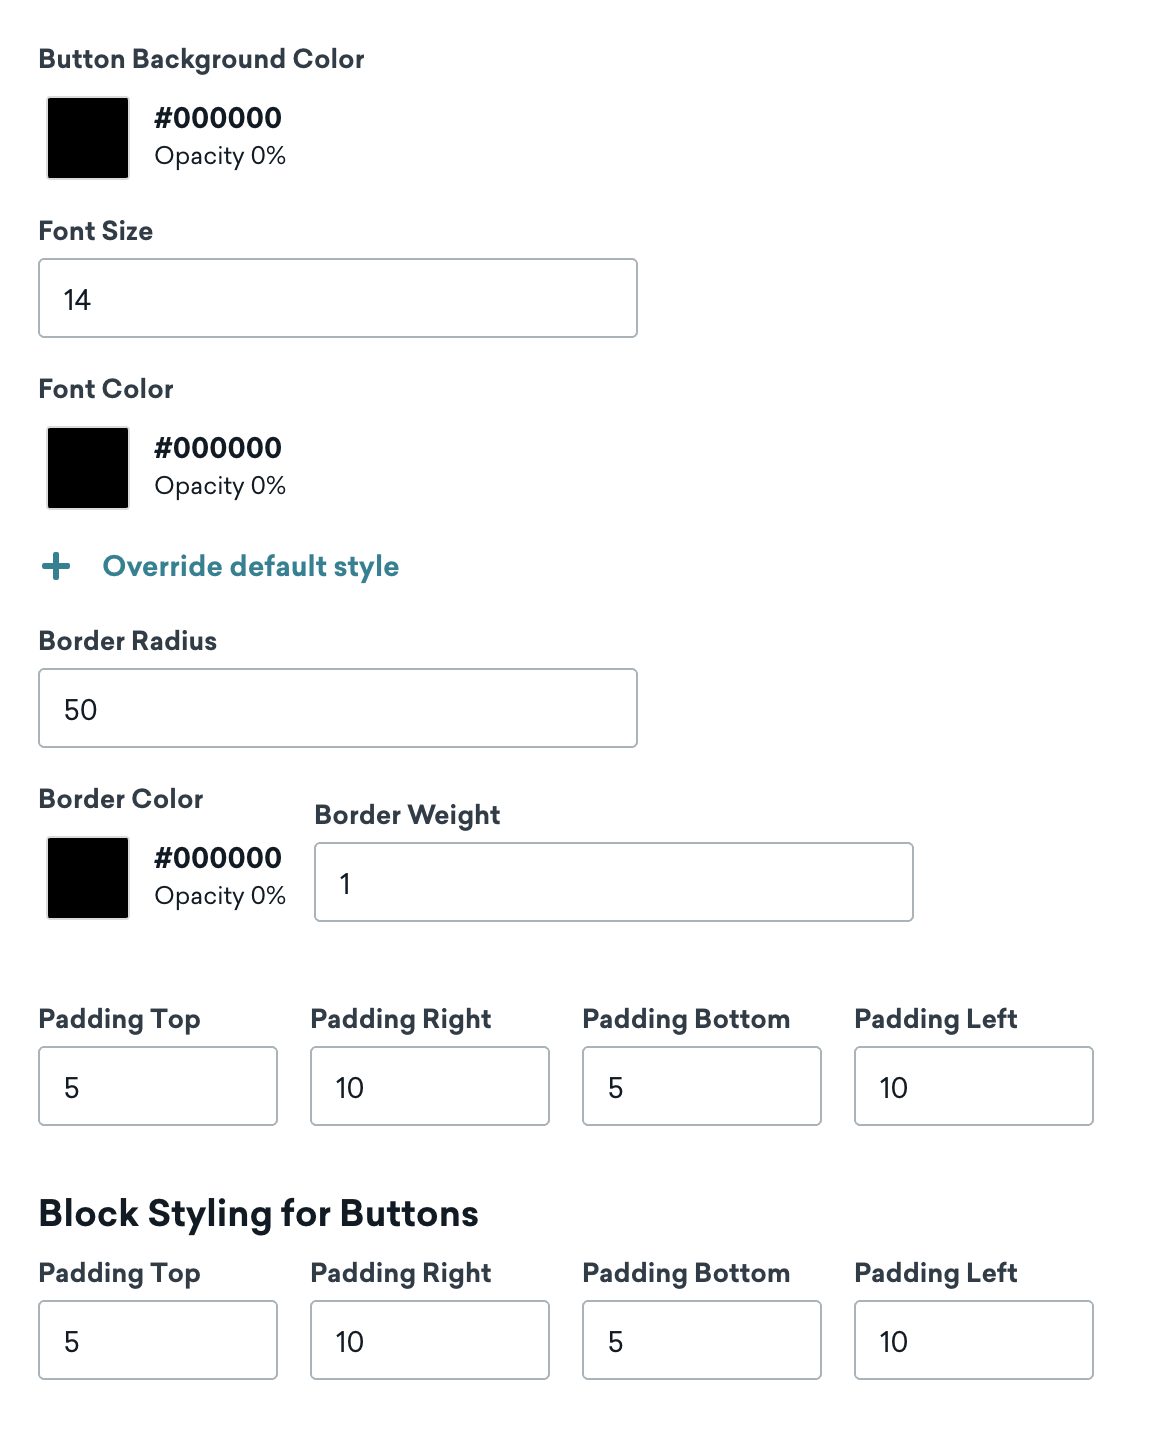 Button Background Color
#000000
Opacity 0%
Font Size
14
Font Color
#000000
Opacity 0%
+ Override default style
Border Radius
50
Border Color
#000000
Opacity 0%
Border Weight
1
Padding Top Padding Right Padding Bottom Padding Left
5 10 5 10
Block Styling for Buttons
Padding Top Padding Right Padding Bottom Padding Left
5 10 5 10